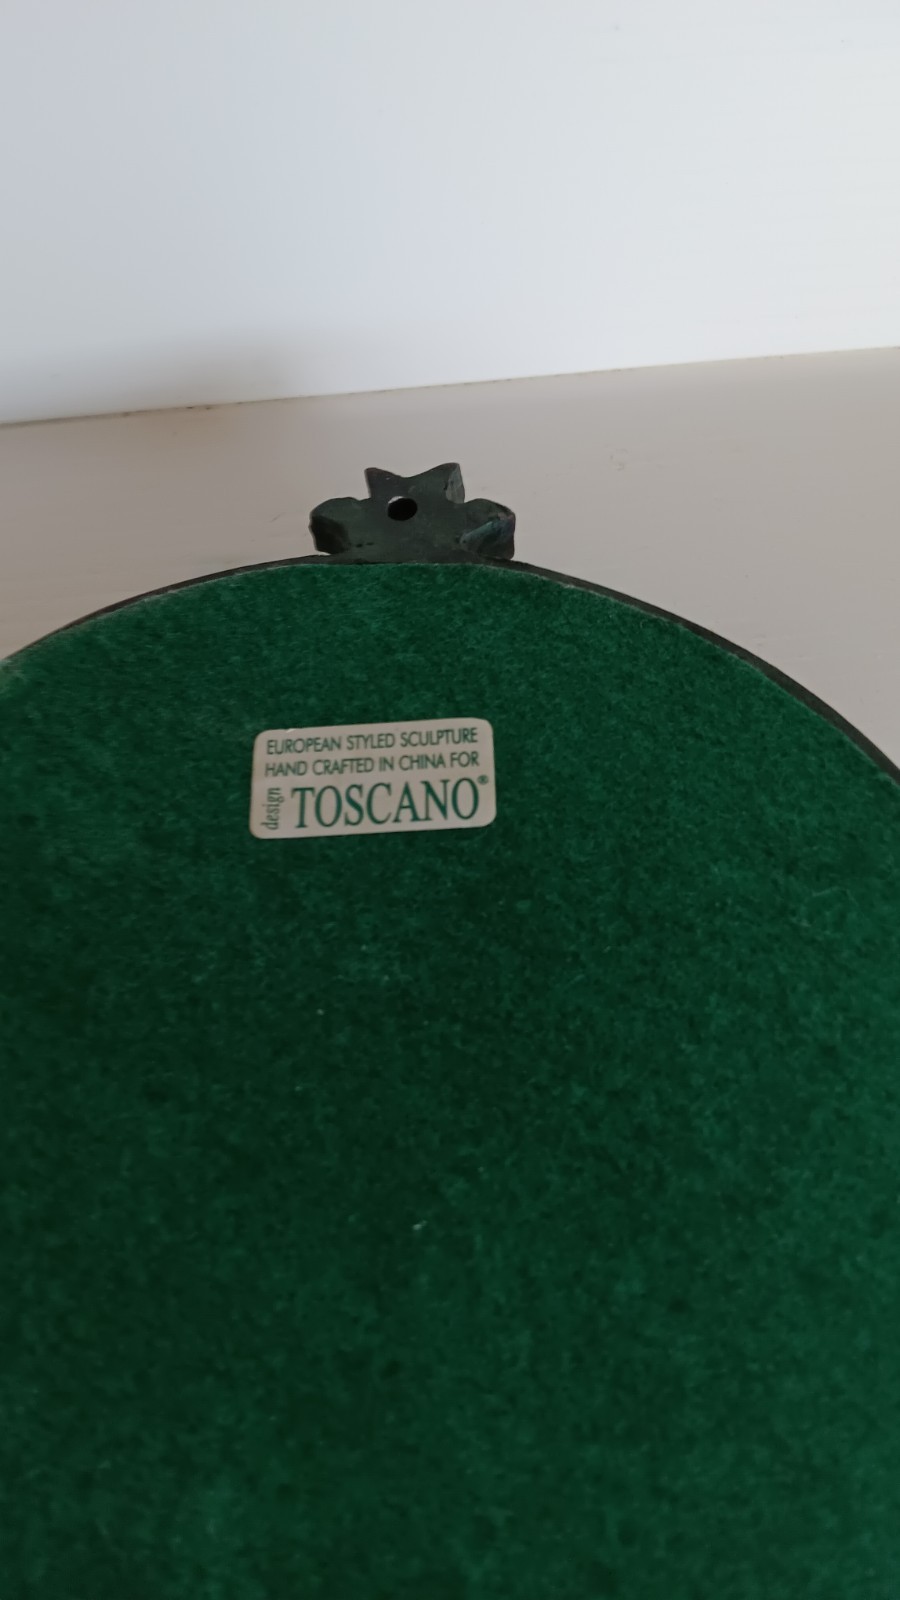 EUROPEAN STYLED SCULPTURE
HAND CRAFTED IN CHINA FOR
design TOSCANO®